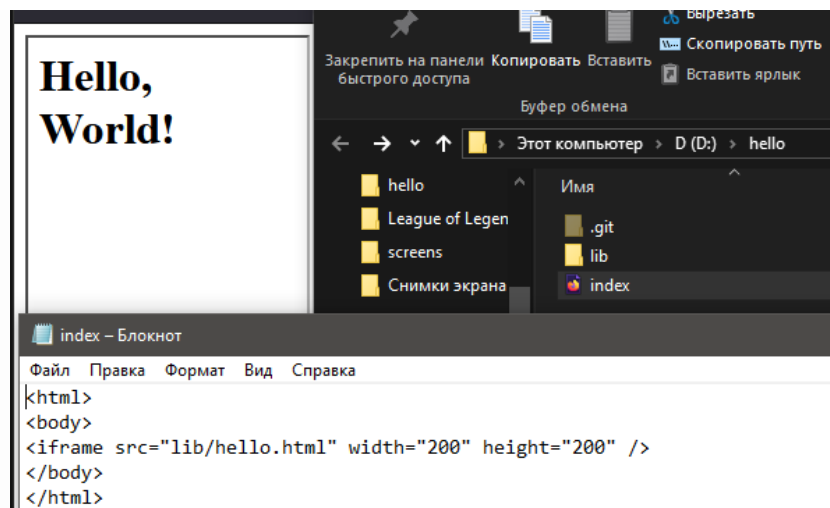 Hello,
World!
Вырезать
Скопировать путь
Закрепить на панели
быстрого доступа
Копировать
Вставить
Вставить ярлык
Буфер обмена
Этот компьютер > D (D:) > hello
hello
League of Legen
screens
Снимки экрана
Имя
.git
lib
index
index – Блокнот
Файл Правка Формат Вид Справка
<html>
<body>
<iframe src="lib/hello.html" width="200" height="200" />
</body>
</html>